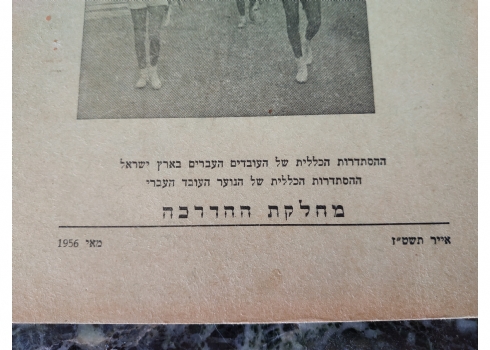 ההסתדרות הכללית של העובדים העברים בארץ ישראל
ההסתדרות הכללית של הנוער העובד העברי
מחלקת ההדרכה
אייר תשט"ז מאי 1956